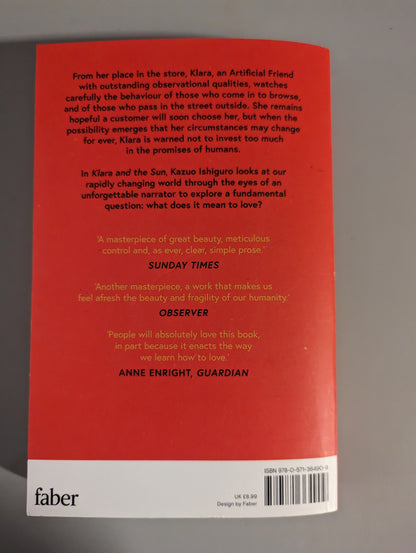 From her place in the store, Klara, an Artificial Friend
with outstanding observational qualities, watches
carefully the behaviour of those who come in to browse,
and of those who pass in the street outside. She remains
hopeful a customer will soon choose her, but when the
possibility emerges that her circumstances may change
for ever, Klara is warned not to invest too much
in the promises of humans.
In Klara and the Sun, Kazuo Ishiguro looks at our
rapidly changing world through the eyes of an
unforgettable narrator to explore a fundamental
question: what does it mean to love?
‘A masterpiece of great beauty, meticulous
control and, as ever, clear, simple prose.’
SUNDAY TIMES
‘Another masterpiece, a work that makes us
feel afresh the beauty and fragility of our humanity.’
OBSERVER
‘People will absolutely love this book,
in part because it enacts the way
we learn how to love.’
ANNE ENRIGHT, GUARDIAN
ISBN 978-0-571-36490-9
faber
UK £8.99
Design by Faber